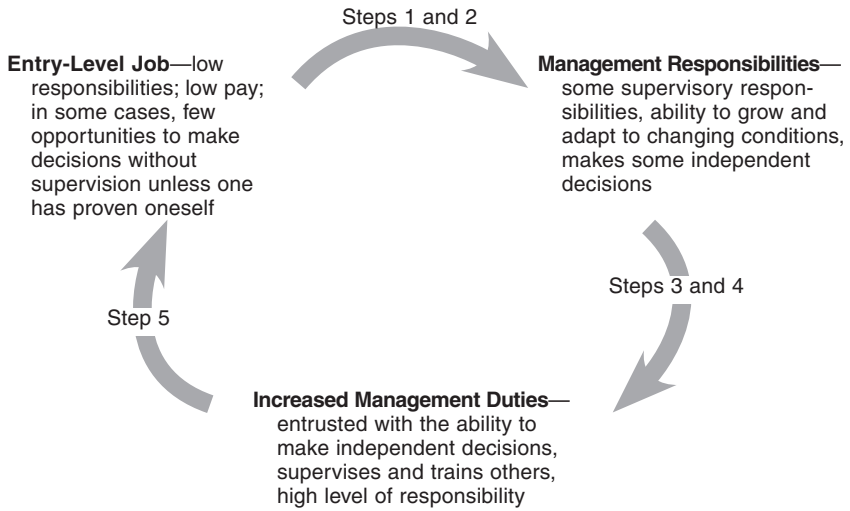 Steps 1 and 2
Entry-Level Job—low
responsibilities; low pay;
in some cases, few
opportunities to make
decisions without
supervision unless one
has proven oneself
Management Responsibilities—
some supervisory respon-
sibilities, ability to grow and
adapt to changing conditions,
makes some independent
decisions
Steps 3 and 4
Step 5
Increased Management Duties—
entrusted with the ability to
make independent decisions,
supervises and trains others,
high level of responsibility